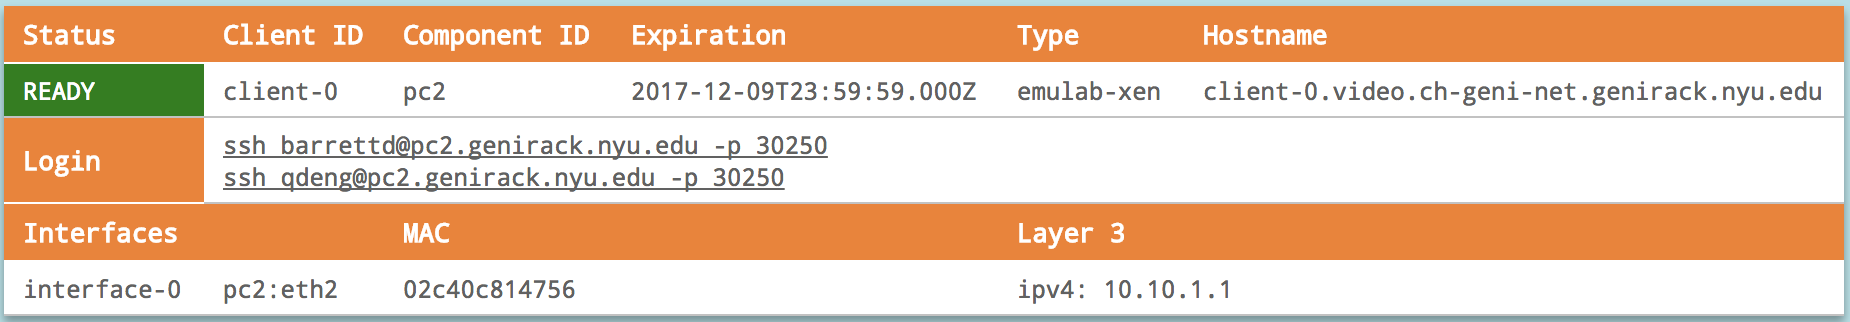 Status Client ID Component ID Expiration Type Hostname
READY client-0 pc2 2017-12-09T23:59:59.000Z emulab-xen client-0.video.ch-geni-net.genirack.nyu.edu
Login
ssh barrettd@pc2.genirack.nyu.edu -p 30250
ssh qdeng@pc2.genirack.nyu.edu -p 30250
Interfaces MAC Layer 3
interface-0 pc2:eth2 02c40c814756 ipv4: 10.10.1.1